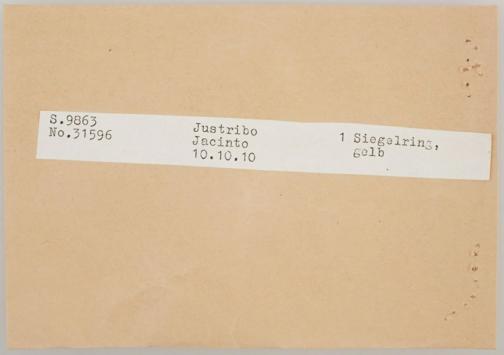 S.9863
No.31596
Justribo
Jacinto
10.10.10
1 Siegelring,
gelb